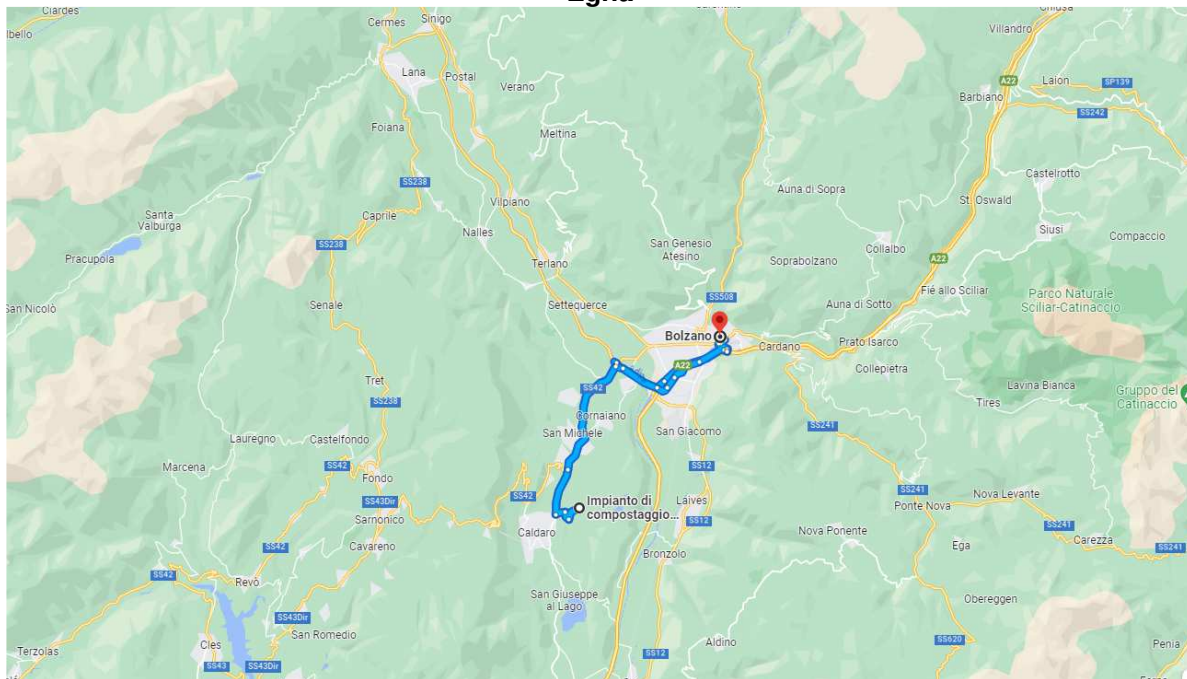 Egna
Ciardes
Cermes
Sinigo
Chiusa
Villandro
Lana
Postal
A22
Laion
SP139
Verano
Barbiano
SS242
Foiana
Meltina
Castelrotto
SS238
Auna di Sopra
Vilpiano
St. Oswald
Santa
Valburga
Caprile
Siusi
Nalles
San Genesio
Atesino
Collalbo
Compaccio
SS238
Pracupola
Terlano
Soprabolzano
A22
Fiè allo Sciliar
Parco Naturale
Sciliar-Catinaccio
San Nicolò
Senale
Settequerce
SS508
Auna di Sotto
Bolzano
Cardano
Prato Isarco
A22
Collepietra
Tret
SS42
Lavina Bianca
Gruppo del
Catinaccio
SS238
Cornaiano
Tires
Lauregno
Castelfondo
San Michele
San Giacomo
SS241
Marcena
SS42
Fondo
SS12
SS43Dir
SS42
Impianto di
compostaggio...
Laives
SS241
Nova Levante
Sarnonico
Caldaro
SS12
Ponte Nova
Nova Ponente
Cavareno
Bronzolo
Ega
Carezza
SS241
SS42
SS42
Revò
San Giuseppe
al Lago
Obereggen
SS43Dir
San Romedio
Aldino
SS620
Terzolas
Cles
SS43
SS43Dir
SS12
Penia